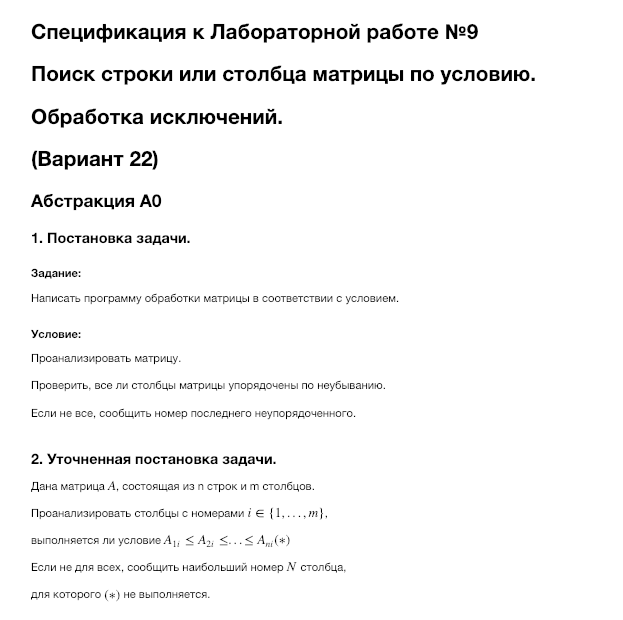 Спецификация к Лабораторной работе №9
Поиск строки или столбца матрицы по условию.
Обработка исключений.
(Вариант 22)
Абстракция А0
1. Постановка задачи.
Задание:
Написать программу обработки матрицы в соответствии с условием.
Условие:
Проанализировать матрицу.
Проверить, все ли столбцы матрицы упорядочены по неубыванию.
Если не все, сообщить номер последнего неупорядоченного.
2. Уточненная постановка задачи.
Дана матрица A, состоящая из n строк и m столбцов.
Проанализировать столбцы с номерами i ∈ {1, . . . , m},
выполняется ли условие A₁ᵢ ≤ A₂ᵢ ≤. . .≤ Aₙᵢ(∗)
Если не для всех, сообщить наибольший номер N столбца,
для которого (∗) не выполняется.